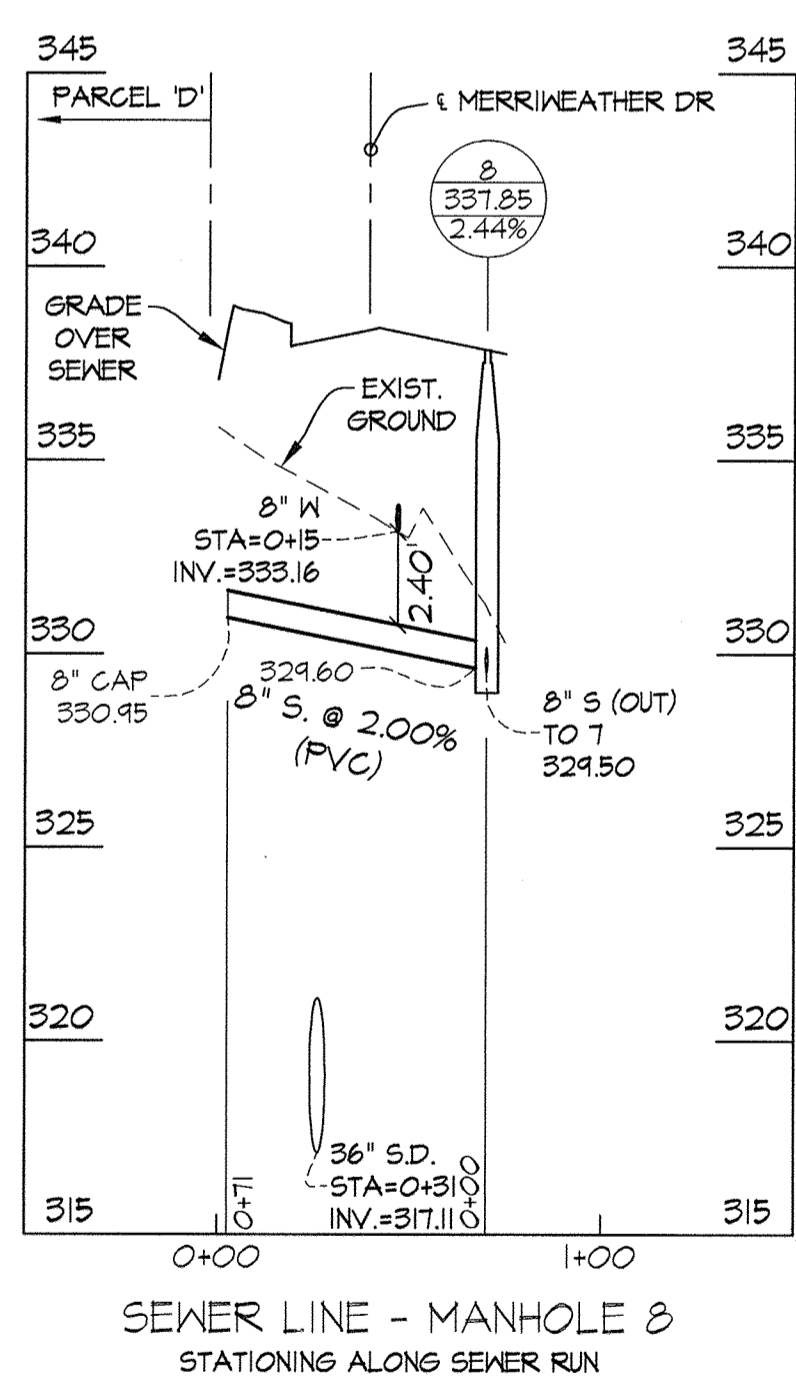 345
345
PARCEL 'D'
℄ MERRIWEATHER DR
8
337.85
2.44%
340
340
GRADE
OVER
SEWER
EXIST.
GROUND
335
335
8" W
STA=0+15
INV.=333.16
2.40'
330
330
8" CAP
330.95
329.60
8" S. @ 2.00%
(PVC)
8" S (OUT)
TO 7
329.50
325
325
320
320
36" S.D.
STA=0+31
INV.=317.11
0+71
0+00
315
315
0+00
1+00
SEWER LINE - MANHOLE 8
STATIONING ALONG SEWER RUN